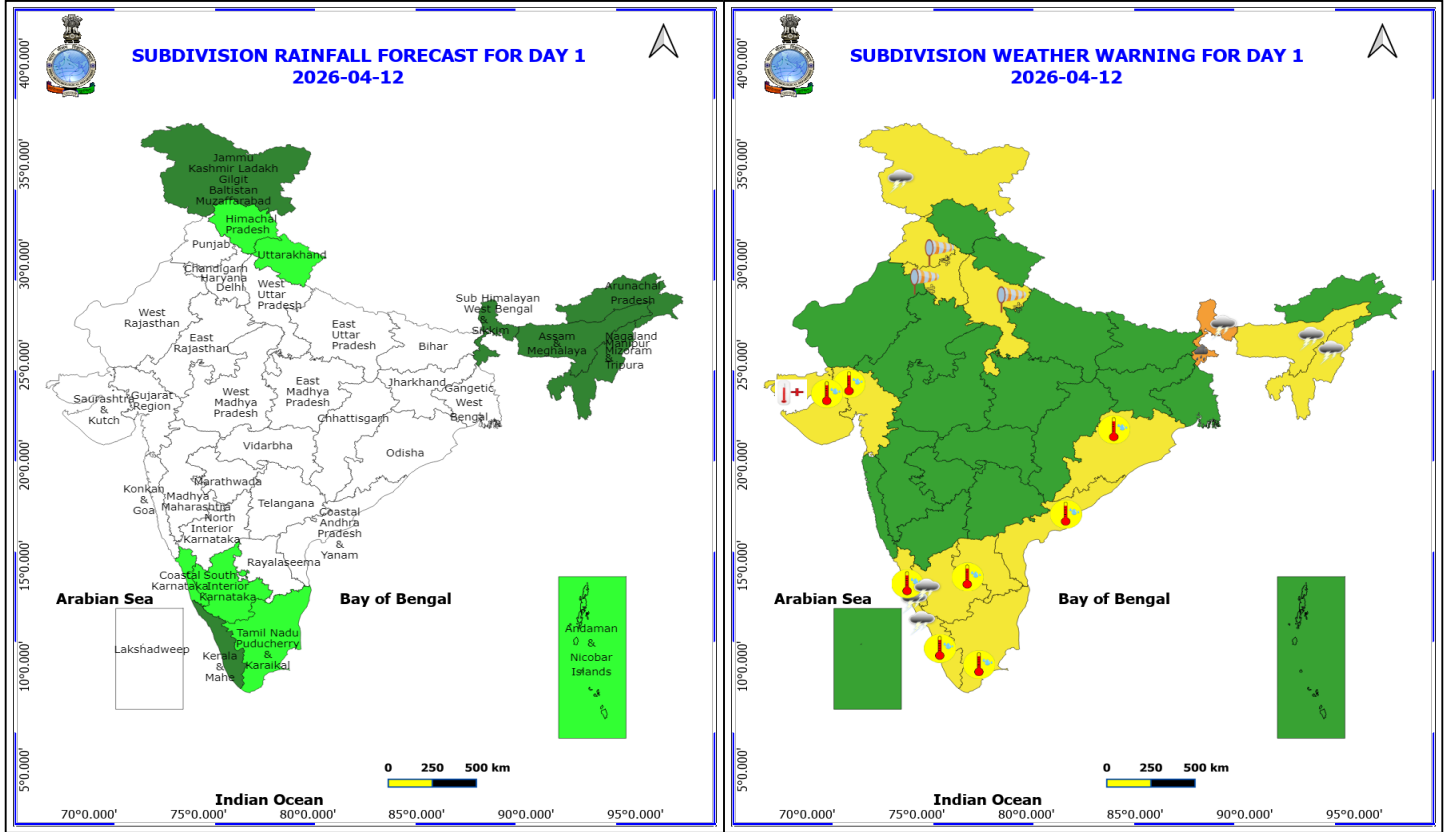 SUBDIVISION RAINFALL FORECAST FOR DAY 1
2026-04-12
40°0.000'
35°0.000'
30°0.000'
25°0.000'
20°0.000'
15°0.000'
10°0.000'
5°0.000'
Jammu
Kashmir Ladakh
Gilgit
Baltistan
Muzaffarabad
Himachal
Pradesh
Punjab
Uttarakhand
Chandigarh
Haryana
Delhi
West
Uttar
Pradesh
West
Rajasthan
East
Rajasthan
East
Uttar
Pradesh
Bihar
Sub Himalayan
West Bengal
&
Sikkim
Arunachal
Pradesh
Assam
&
Meghalaya
Nagaland
Manipur
Mizoram
&
Tripura
Saurashtra
&
Kutch
Gujarat
Region
West
Madhya
Pradesh
East
Madhya
Pradesh
Jharkhand
Gangetic
West
Bengal
Chhattisgarh
Vidarbha
Odisha
Konkan
&
Goa
Madhya
Maharashtra
Marathwada
Telangana
North
Interior
Karnataka
Coastal
Andhra
Pradesh
&
Yanam
Rayalaseema
Coastal
Karnataka
South
Interior
Karnataka
Arabian Sea
Bay of Bengal
Lakshadweep
Kerala
&
Mahe
Tamil Nadu
Puducherry
&
Karaikal
Andaman
&
Nicobar
Islands
0 250 500 km
Indian Ocean
70°0.000' 75°0.000' 80°0.000' 85°0.000' 90°0.000' 95°0.000'
SUBDIVISION WEATHER WARNING FOR DAY 1
2026-04-12
40°0.000'
35°0.000'
30°0.000'
25°0.000'
20°0.000'
15°0.000'
10°0.000'
5°0.000'
Arabian Sea
Bay of Bengal
0 250 500 km
Indian Ocean
70°0.000' 75°0.000' 80°0.000' 85°0.000' 90°0.000' 95°0.000'